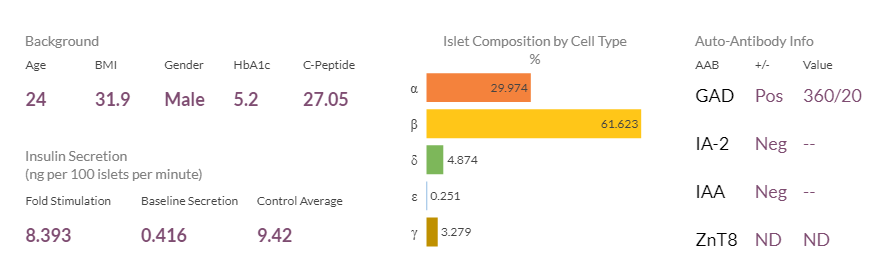 Background
Age BMI Gender HbA1c C-Peptide
24 31.9 Male 5.2 27.05
Insulin Secretion
(ng per 100 islets per minute)
Fold Stimulation Baseline Secretion Control Average
8.393 0.416 9.42
Islet Composition by Cell Type
%
α 29.974
β 61.623
δ 4.874
ε 0.251
γ 3.279
Auto-Antibody Info
AAB +/- Value
GAD Pos 360/20
IA-2 Neg --
IAA Neg --
ZnT8 ND ND